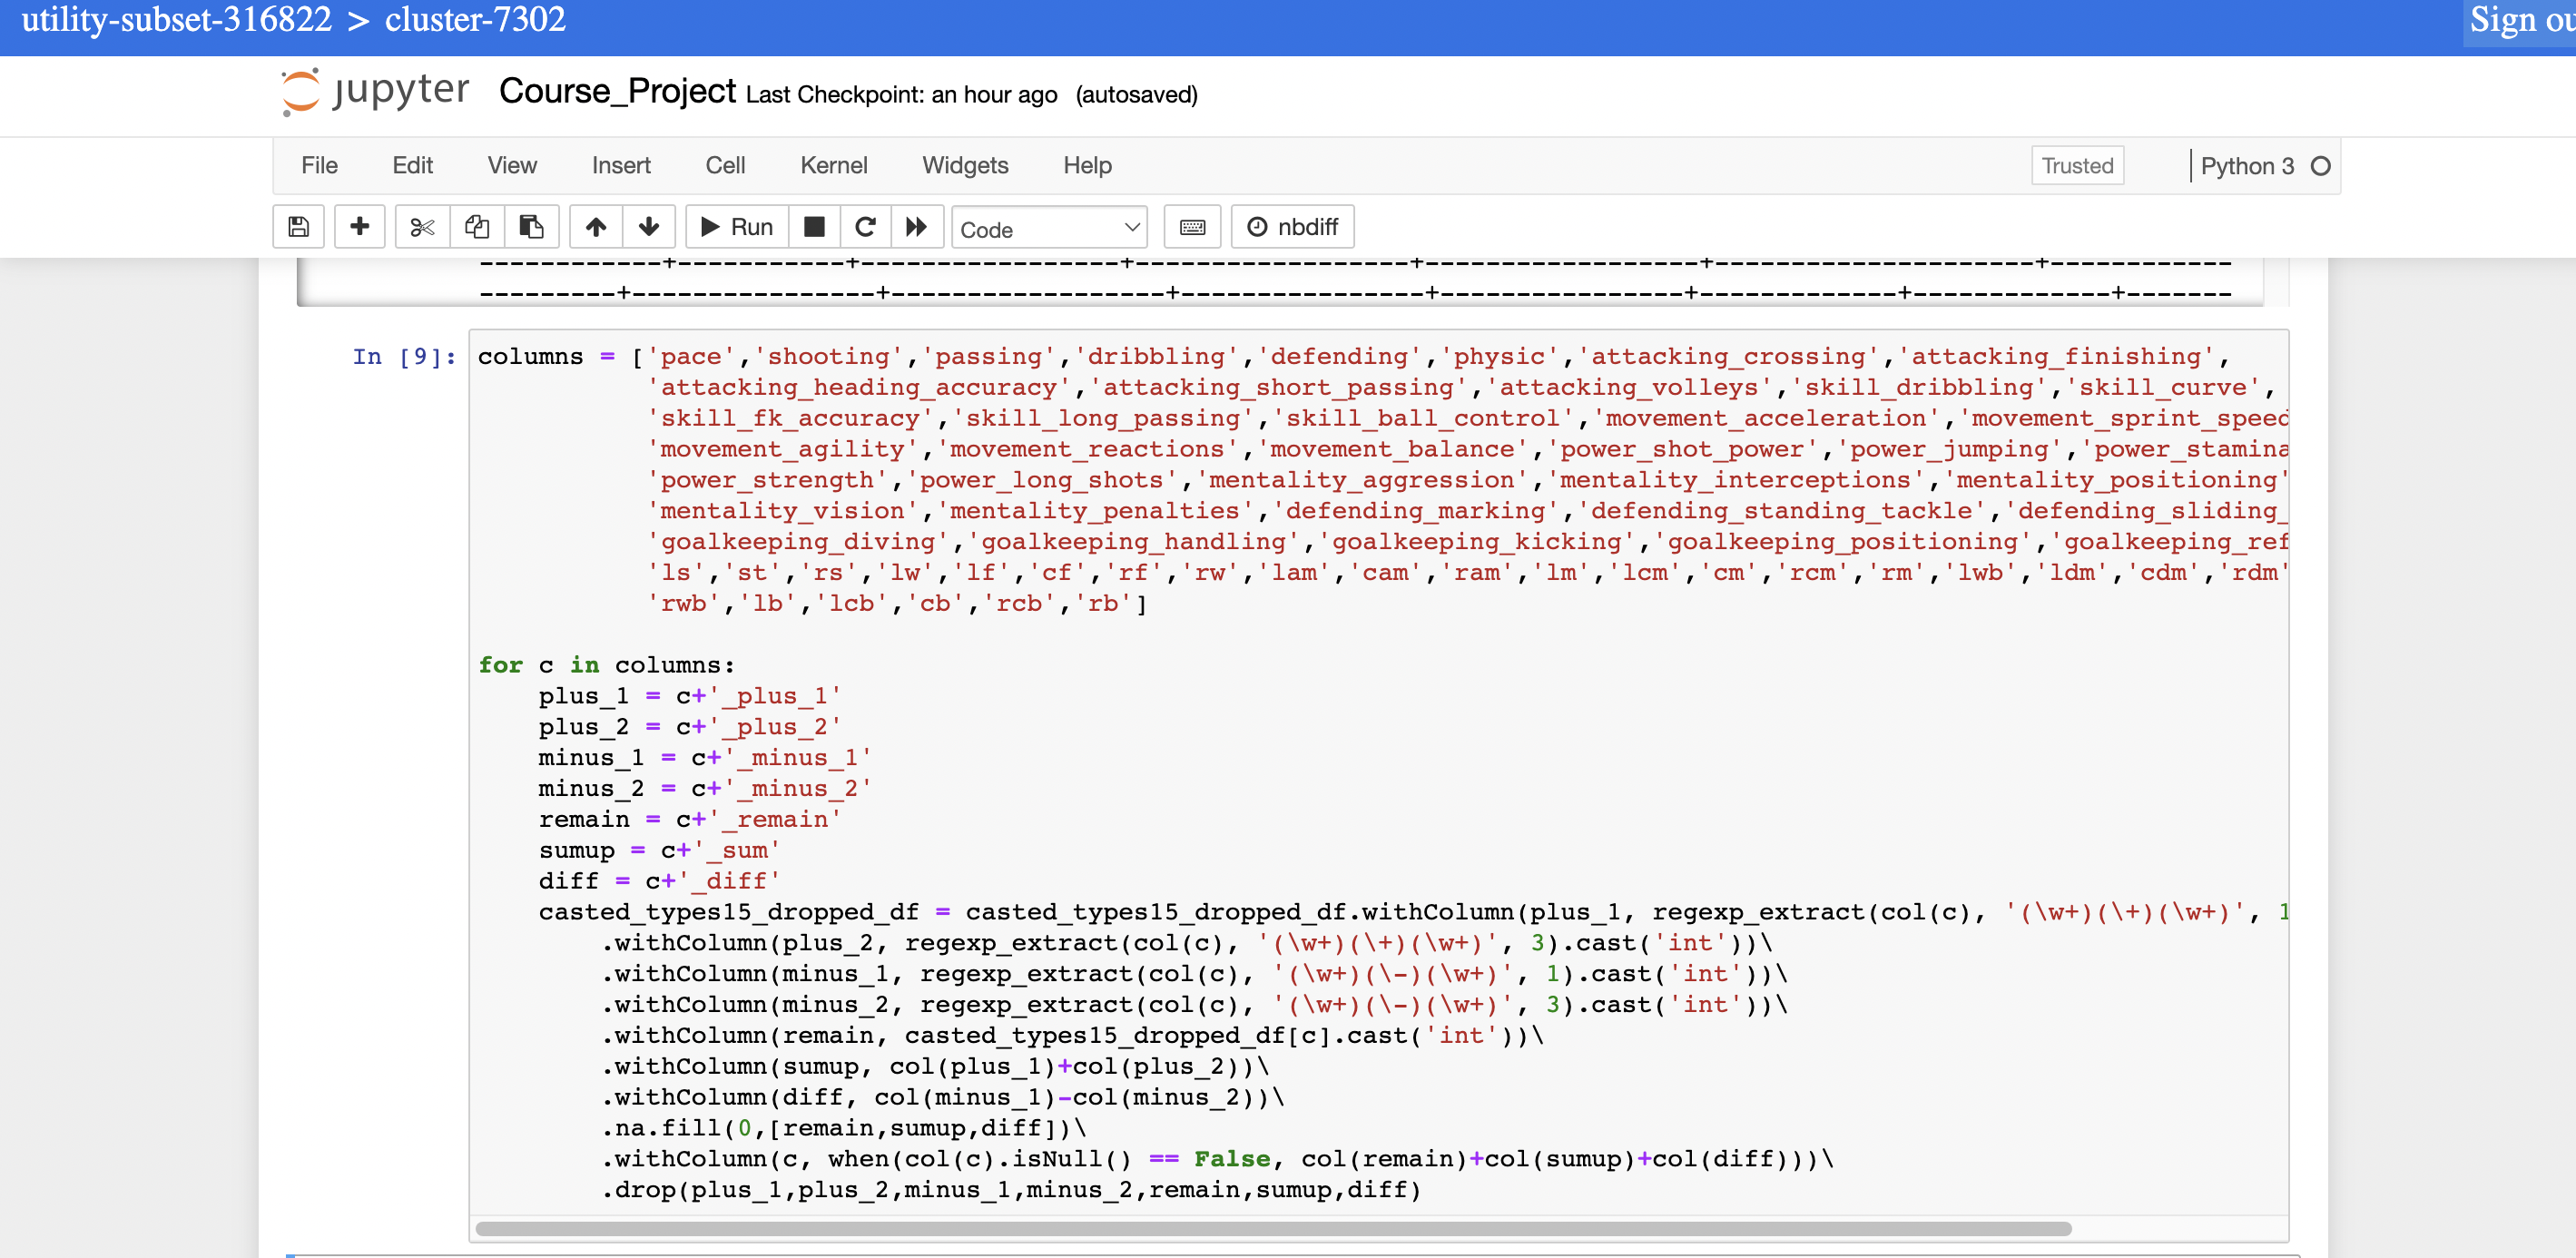 utility-subset-316822 > cluster-7302
Sign ou
jupyter Course_Project Last Checkpoint: an hour ago (autosaved)
File Edit View Insert Cell Kernel Widgets Help Trusted Python 3
Run Code nbdiff
------------+-----------+-----------------+------------------+------------------+---------------------+------------
---------+----------------+------------------+----------------+----------------+-------------+-------------+-------
In [9]: columns = ['pace','shooting','passing','dribbling','defending','physic','attacking_crossing','attacking_finishing',
'attacking_heading_accuracy','attacking_short_passing','attacking_volleys','skill_dribbling','skill_curve',
'skill_fk_accuracy','skill_long_passing','skill_ball_control','movement_acceleration','movement_sprint_speed
'movement_agility','movement_reactions','movement_balance','power_shot_power','power_jumping','power_stamina
'power_strength','power_long_shots','mentality_aggression','mentality_interceptions','mentality_positioning'
'mentality_vision','mentality_penalties','defending_marking','defending_standing_tackle','defending_sliding_
'goalkeeping_diving','goalkeeping_handling','goalkeeping_kicking','goalkeeping_positioning','goalkeeping_ref
'ls','st','rs','lw','lf','cf','rf','rw','lam','cam','ram','lm','lcm','cm','rcm','rm','lwb','ldm','cdm','rdm'
'rwb','lb','lcb','cb','rcb','rb']
for c in columns:
plus_1 = c+'_plus_1'
plus_2 = c+'_plus_2'
minus_1 = c+'_minus_1'
minus_2 = c+'_minus_2'
remain = c+'_remain'
sumup = c+'_sum'
diff = c+'_diff'
casted_types15_dropped_df = casted_types15_dropped_df.withColumn(plus_1, regexp_extract(col(c), '(\w+)(\+)(\w+)', 1
.withColumn(plus_2, regexp_extract(col(c), '(\w+)(\+)(\w+)', 3).cast('int'))\
.withColumn(minus_1, regexp_extract(col(c), '(\w+)(\-)(\w+)', 1).cast('int'))\
.withColumn(minus_2, regexp_extract(col(c), '(\w+)(\-)(\w+)', 3).cast('int'))\
.withColumn(remain, casted_types15_dropped_df[c].cast('int'))\
.withColumn(sumup, col(plus_1)+col(plus_2))\
.withColumn(diff, col(minus_1)-col(minus_2))\
.na.fill(0,[remain,sumup,diff])\
.withColumn(c, when(col(c).isNull() == False, col(remain)+col(sumup)+col(diff)))\
.drop(plus_1,plus_2,minus_1,minus_2,remain,sumup,diff)